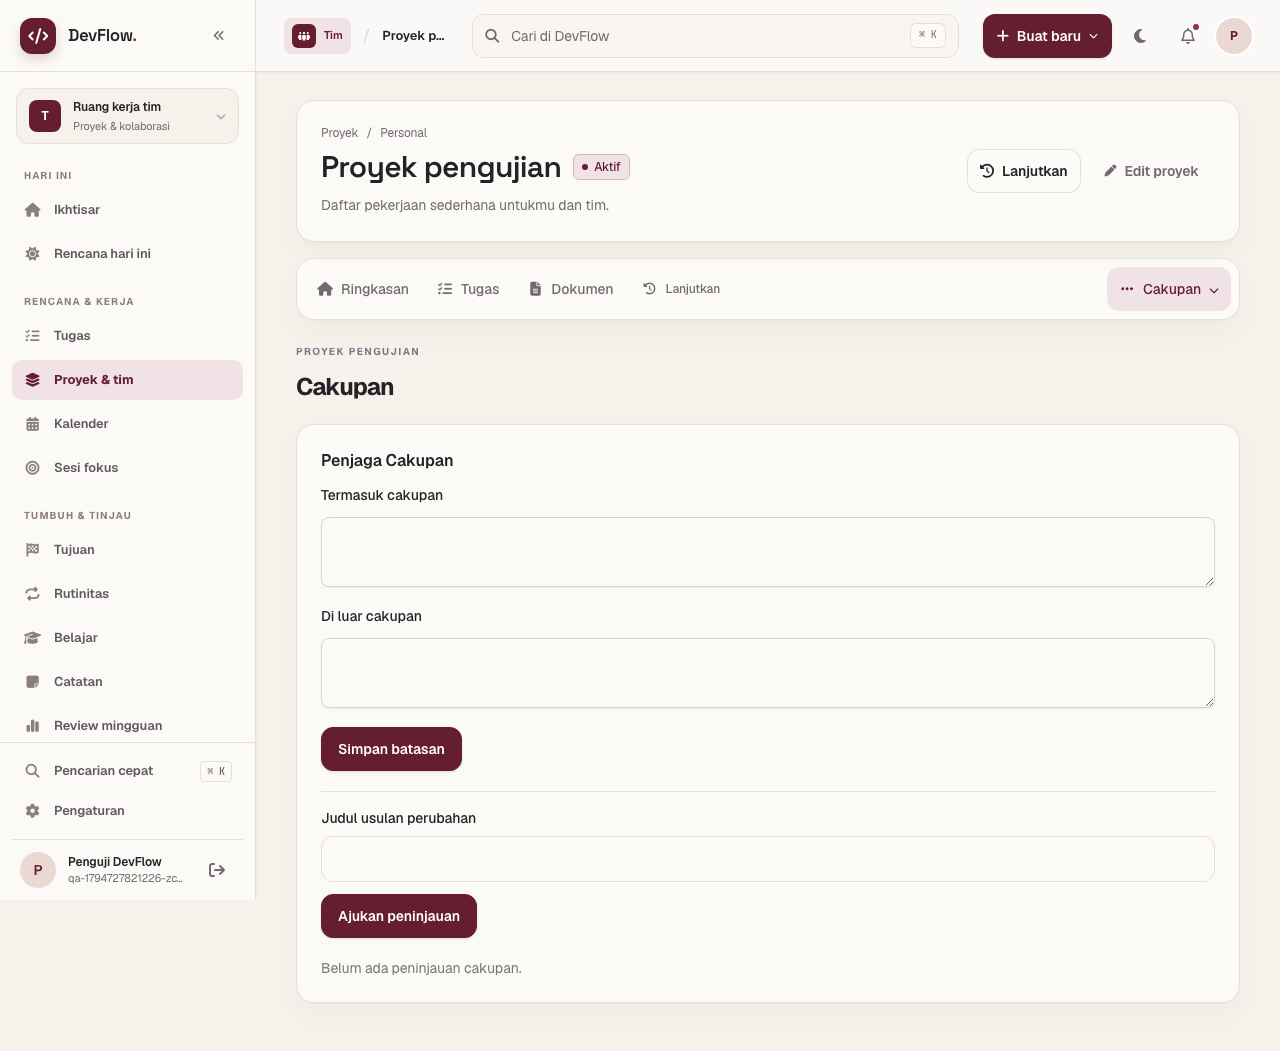 DevFlow.
Tim / Proyek p...
Cari di DevFlow
⌘ K
Buat baru
P
T
Ruang kerja tim
Proyek & kolaborasi
HARI INI
Ikhtisar
Rencana hari ini
RENCANA & KERJA
Tugas
Proyek & tim
Kalender
Sesi fokus
TUMBUH & TINJAU
Tujuan
Rutinitas
Belajar
Catatan
Review mingguan
Pencarian cepat ⌘ K
Pengaturan
P
Penguji DevFlow
qa-1794727821226-zc...
Proyek / Personal
Proyek pengujian
Aktif
Daftar pekerjaan sederhana untukmu dan tim.
Lanjutkan
Edit proyek
Ringkasan
Tugas
Dokumen
Lanjutkan
Cakupan
PROYEK PENGUJIAN
Cakupan
Penjaga Cakupan
Termasuk cakupan
Di luar cakupan
Simpan batasan
Judul usulan perubahan
Ajukan peninjauan
Belum ada peninjauan cakupan.